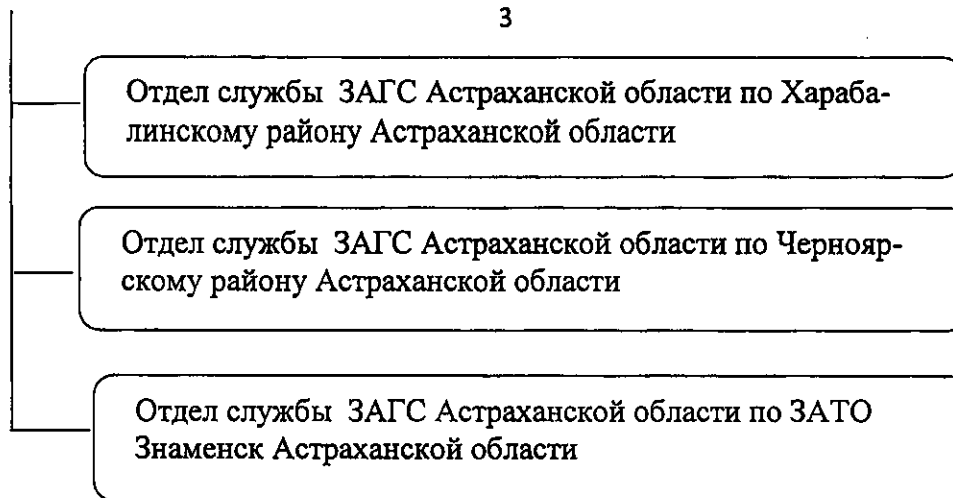 3
Отдел службы ЗАГС Астраханской области по Хараба-
линскому району Астраханской области
Отдел службы ЗАГС Астраханской области по Чернояр-
скому району Астраханской области
Отдел службы ЗАГС Астраханской области по ЗАТО
Знаменск Астраханской области